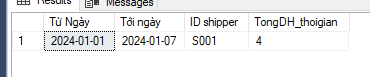 Results Messages
Từ Ngày Tới ngày ID shipper TongDH_thoigian
1 2024-01-01 2024-01-07 S001 4